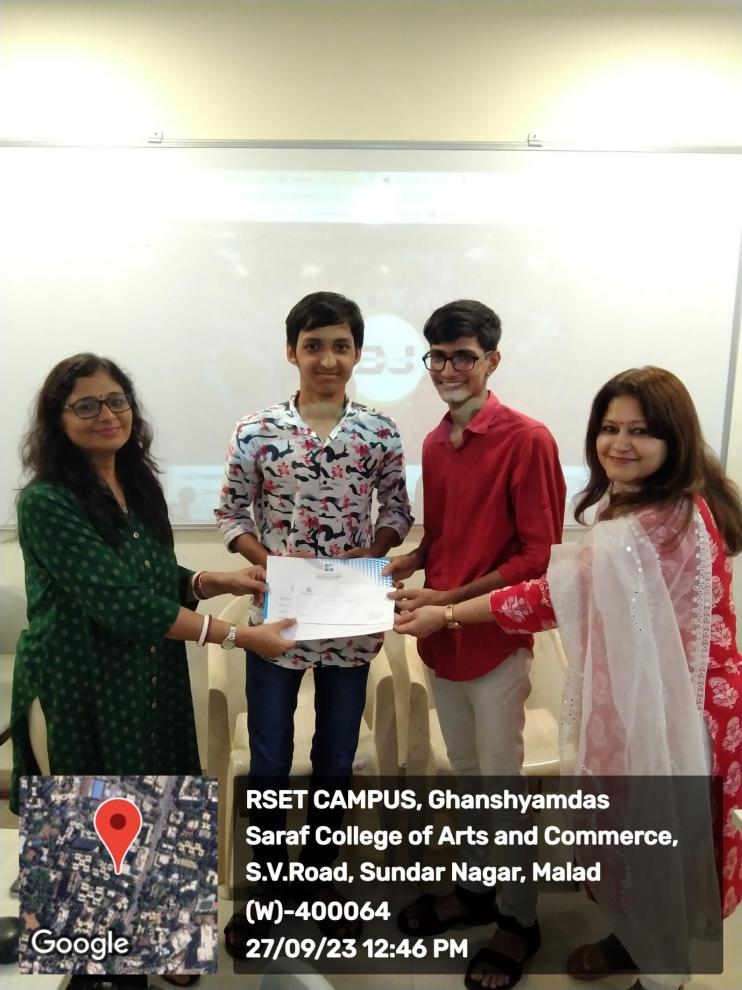 RSET CAMPUS, Ghanshyamdas
Saraf College of Arts and Commerce,
S.V.Road, Sundar Nagar, Malad
(W)-400064
27/09/23 12:46 PM
Google